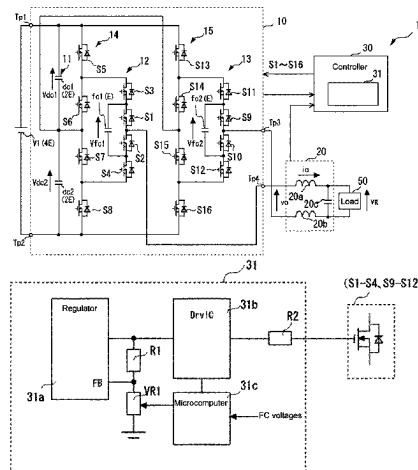 1
Tp1
14
15
10
30
Controller
31
S1~S16
11
12
13
S5
S13
Vdc1
dc1
(2E)
fc1(E)
S3
S14
fc2(E)
S11
S6
S1
S9
Tp3
Vi (4E)
Vfc1
Vfc2
S7
S2
S15
S10
Vdc2
S4
S12
dc2
(2E)
Tp4
20
io
50
20a
20c
Load
vo
VR
20b
S8
S16
Tp2
31
Regulator
DrvIC
31b
R2
(S1-S4、S9-S12)
R1
31a
FB
VR1
31c
Microcomputer
FC voltages